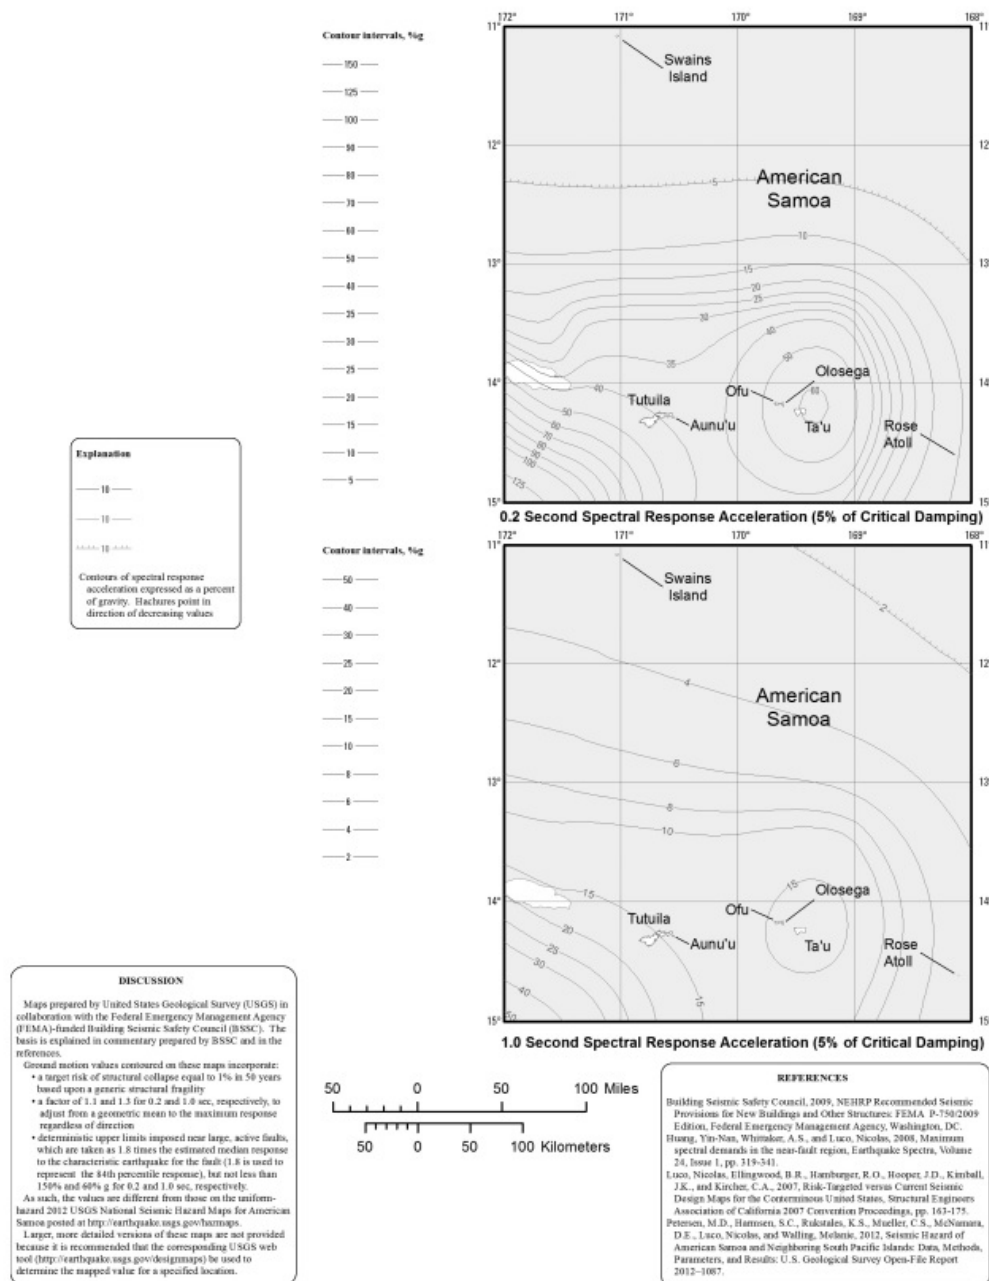 172°
171°
170°
169°
168°
11°
11°
Contour intervals, %g
150
125
100
90
80
70
60
50
40
35
30
25
20
15
10
5
Swains
Island
12°
12
American
Samoa
5
10
13°
13
15
20
25
30
35
40
50
60
14°
14
Olosega
Ofu
Tutuila
Aunu'u
Ta'u
Rose
Atoll
40
50
60
70
80
90
100
125
15°
15
0.2 Second Spectral Response Acceleration (5% of Critical Damping)
Explanation
10
10
10
Contours of spectral response
acceleration expressed as a percent
of gravity. Hachures point in
direction of decreasing values
172°
171°
170°
169°
168°
11°
11
Contour intervals, %g
50
40
30
25
20
15
10
8
6
4
2
Swains
Island
2
12°
12
4
American
Samoa
6
13°
13
8
10
15
15
14°
14
Olosega
Ofu
Tutuila
Aunu'u
Ta'u
Rose
Atoll
20
25
30
40
50
15
15°
15
1.0 Second Spectral Response Acceleration (5% of Critical Damping)
DISCUSSION
Maps prepared by United States Geological Survey (USGS) in
collaboration with the Federal Emergency Management Agency
(FEMA)-funded Building Seismic Safety Council (BSSC). The
basis is explained in commentary prepared by BSSC and in the
references.
Ground motion values contoured on these maps incorporate:
• a target risk of structural collapse equal to 1% in 50 years
based upon a generic structural fragility
• a factor of 1.1 and 1.3 for 0.2 and 1.0 sec, respectively, to
adjust from a geometric mean to the maximum response
regardless of direction
• deterministic upper limits imposed near large, active faults,
which are taken as 1.8 times the estimated median response
to the characteristic earthquake for the fault (1.8 is used to
represent the 84th percentile response), but not less than
150% and 60% g for 0.2 and 1.0 sec, respectively.
As such, the values are different from those on the uniform-
hazard 2012 USGS National Seismic Hazard Maps for American
Samoa posted at http://earthquake.usgs.gov/hazmaps.
Larger, more detailed versions of these maps are not provided
because it is recommended that the corresponding USGS web
tool (http://earthquake.usgs.gov/designmaps) be used to
determine the mapped value for a specified location.
50 0 50 100 Miles
50 0 50 100 Kilometers
REFERENCES
Building Seismic Safety Council, 2009, NEHRP Recommended Seismic
Provisions for New Buildings and Other Structures: FEMA P-750/2009
Edition, Federal Emergency Management Agency, Washington, DC.
Huang, Yin-Nan, Whittaker, A.S., and Luco, Nicolas, 2008, Maximum
spectral demands in the near-fault region, Earthquake Spectra, Volume
24, Issue 1, pp. 319-341.
Luco, Nicolas, Ellingwood, B.R., Hamburger, R.O., Hooper, J.D., Kimball,
J.K., and Kircher, C.A., 2007, Risk-Targeted versus Current Seismic
Design Maps for the Conterminous United States, Structural Engineers
Association of California 2007 Convention Proceedings, pp. 163-175.
Petersen, M.D., Harmsen, S.C., Rukstales, K.S., Mueller, C.S., McNamara,
D.E., Luco, Nicolas, and Walling, Melanie, 2012, Seismic Hazard of
American Samoa and Neighboring South Pacific Islands: Data, Methods,
Parameters, and Results: U.S. Geological Survey Open-File Report
2012–1087.